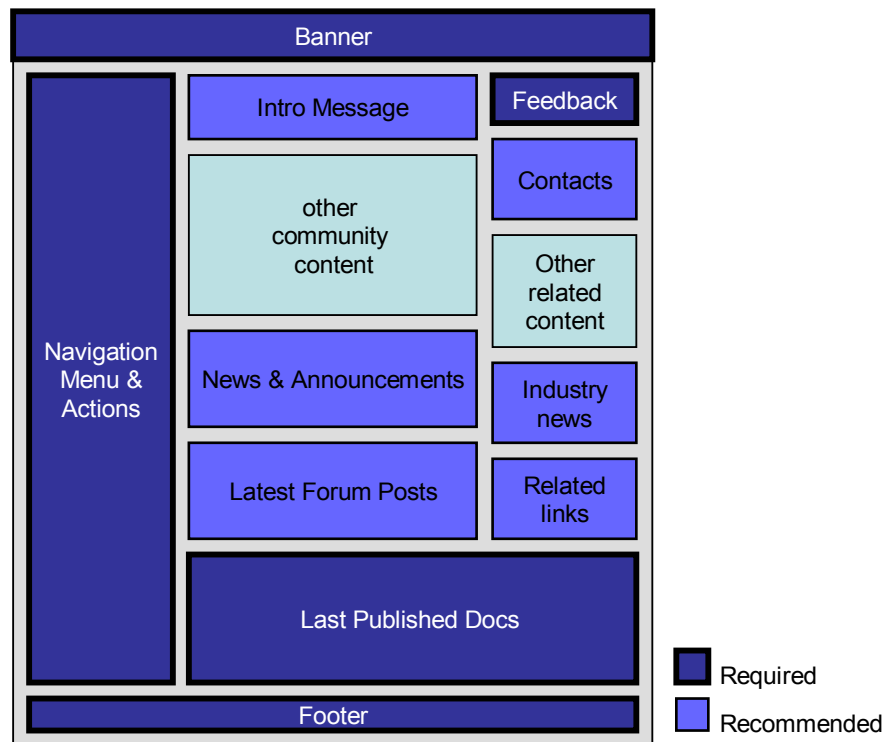 Banner
Navigation
Menu &
Actions
Intro Message
other
community
content
News & Announcements
Latest Forum Posts
Feedback
Contacts
Other
related
content
Industry
news
Related
links
Last Published Docs
Footer
Required
Recommended